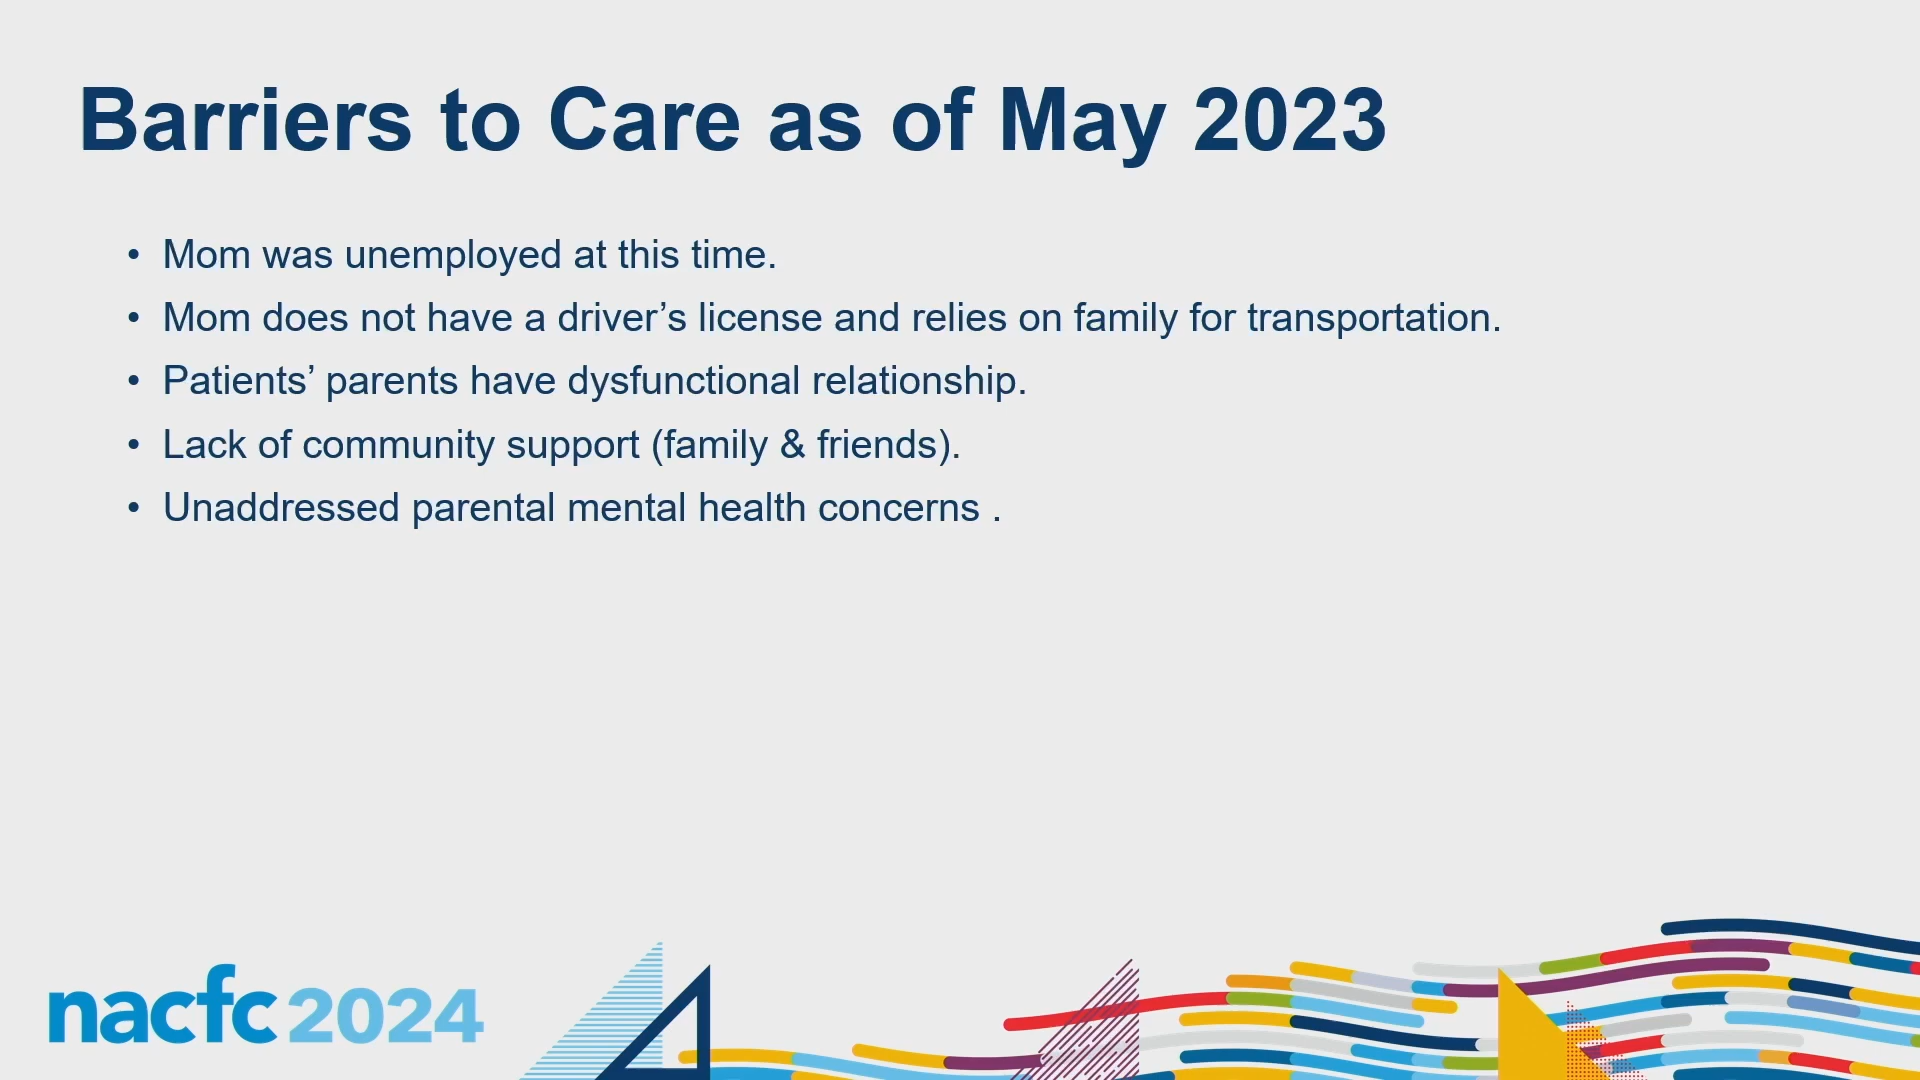 Barriers to Care as of May 2023
• Mom was unemployed at this time.
• Mom does not have a driver’s license and relies on family for transportation.
• Patients’ parents have dysfunctional relationship.
• Lack of community support (family & friends).
• Unaddressed parental mental health concerns .
nacfc 2024